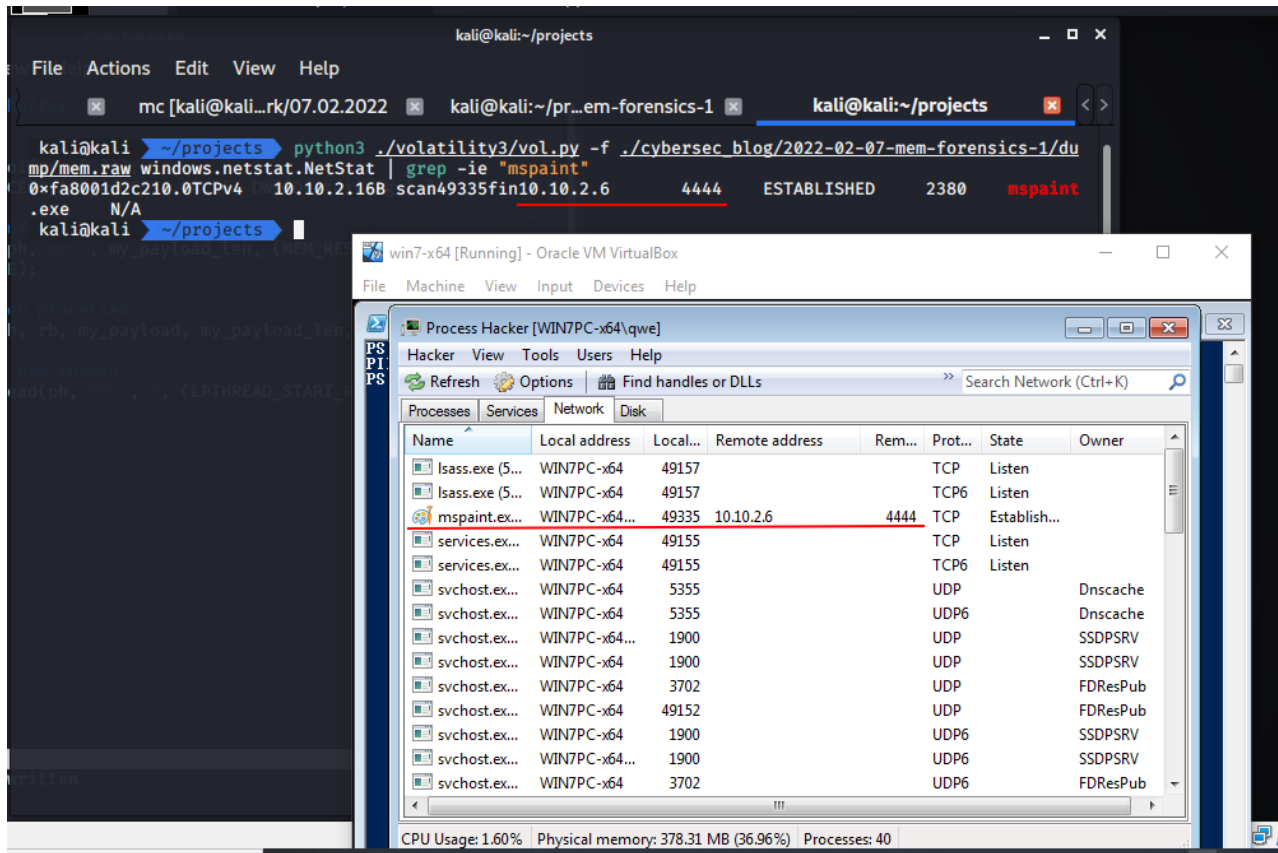 kali@kali:~/projects
File Actions Edit View Help
mc [kali@kali...rk/07.02.2022 kali@kali:~/pr...em-forensics-1 kali@kali:~/projects
kali@kali ~/projects python3 ./volatility3/vol.py -f ./cybersec_blog/2022-02-07-mem-forensics-1/du
mp/mem.raw windows.netstat.NetStat | grep -ie "mspaint"
0×fa8001d2c210.0TCPv4 10.10.2.16B scan49335fin10.10.2.6 4444 ESTABLISHED 2380 mspaint
.exe N/A
kali@kali ~/projects
, my_payload_len, (MEM_RES
);
, rb, my_payload, my_payload_len,
ead(ph, , , (LPTHREAD_START_R
written
win7-x64 [Running] - Oracle VM VirtualBox
File Machine View Input Devices Help
PS
PI
PS
Process Hacker [WIN7PC-x64\qwe]
Hacker View Tools Users Help
Refresh Options Find handles or DLLs » Search Network (Ctrl+K)
Processes Services Network Disk
Name Local address Local... Remote address Rem... Prot... State Owner
lsass.exe (5... WIN7PC-x64 49157 TCP Listen
lsass.exe (5... WIN7PC-x64 49157 TCP6 Listen
mspaint.ex... WIN7PC-x64... 49335 10.10.2.6 4444 TCP Establish...
services.ex... WIN7PC-x64 49155 TCP Listen
services.ex... WIN7PC-x64 49155 TCP6 Listen
svchost.ex... WIN7PC-x64 5355 UDP Dnscache
svchost.ex... WIN7PC-x64 5355 UDP6 Dnscache
svchost.ex... WIN7PC-x64... 1900 UDP SSDPSRV
svchost.ex... WIN7PC-x64 1900 UDP SSDPSRV
svchost.ex... WIN7PC-x64 3702 UDP FDResPub
svchost.ex... WIN7PC-x64 49152 UDP FDResPub
svchost.ex... WIN7PC-x64 1900 UDP6 SSDPSRV
svchost.ex... WIN7PC-x64... 1900 UDP6 SSDPSRV
svchost.ex... WIN7PC-x64 3702 UDP6 FDResPub
CPU Usage: 1.60% Physical memory: 378.31 MB (36.96%) Processes: 40